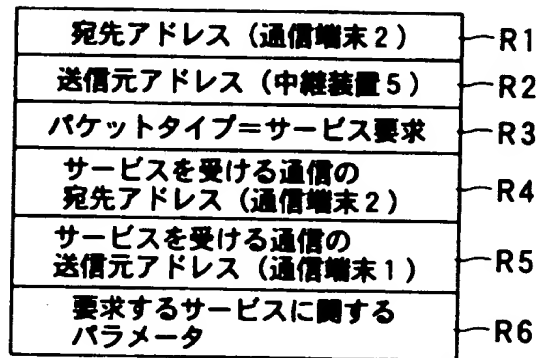 宛先アドレス（通信端末2） R1
送信元アドレス（中継装置5） R2
パケットタイプ＝サービス要求 R3
サービスを受ける通信の
宛先アドレス（通信端末2） R4
サービスを受ける通信の
送信元アドレス（通信端末1） R5
要求するサービスに関する
パラメータ R6